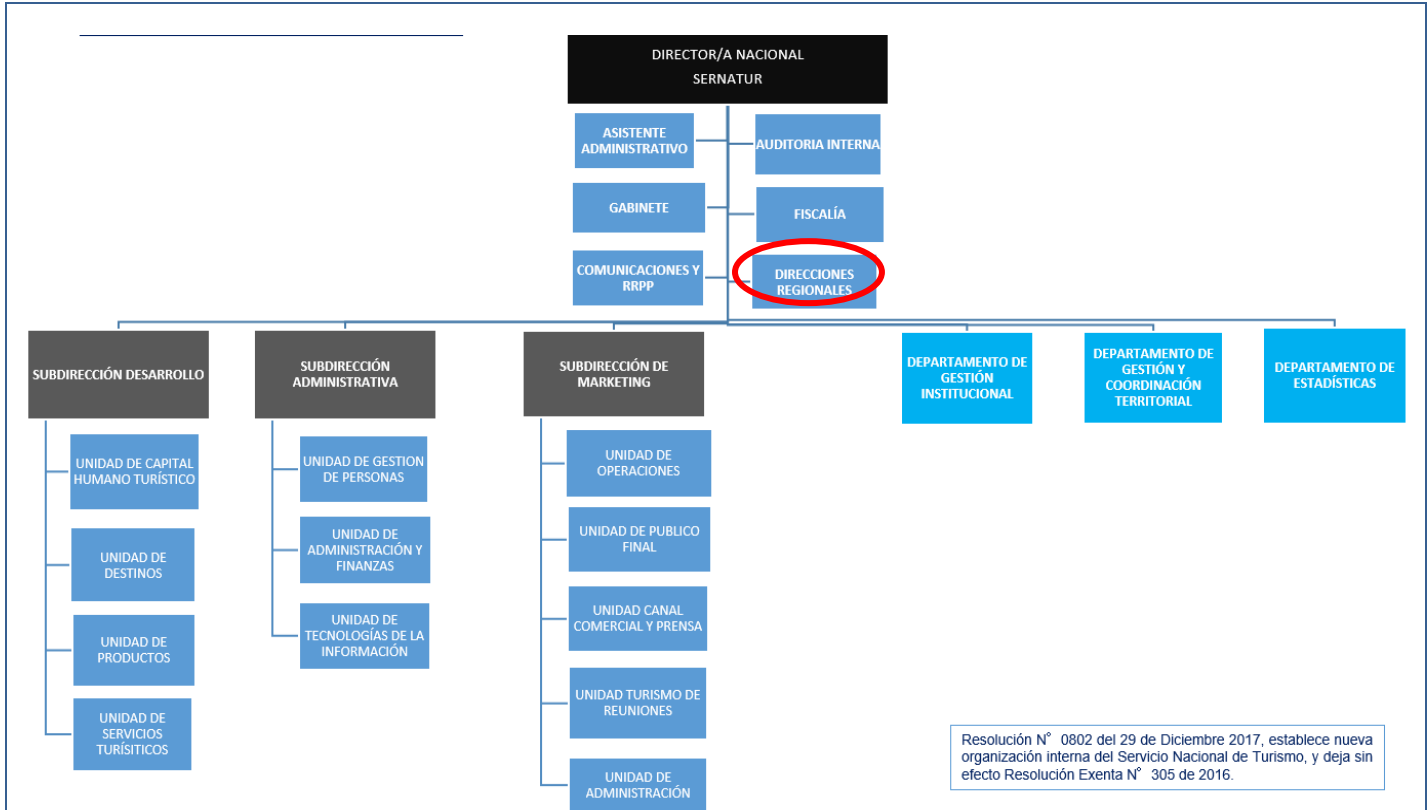 DIRECTOR/A NACIONAL
SERNATUR
ASISTENTE
ADMINISTRATIVO
AUDITORIA INTERNA
GABINETE
FISCALÍA
COMUNICACIONES Y
RRPP
DIRECCIONES
REGIONALES
SUBDIRECCIÓN DESARROLLO
SUBDIRECCIÓN
ADMINISTRATIVA
SUBDIRECCIÓN DE
MARKETING
DEPARTAMENTO DE
GESTIÓN
INSTITUCIONAL
DEPARTAMENTO DE
GESTIÓN Y
COORDINACIÓN
TERRITORIAL
DEPARTAMENTO DE
ESTADÍSTICAS
UNIDAD DE CAPITAL
HUMANO TURÍSTICO
UNIDAD DE
DESTINOS
UNIDAD DE
PRODUCTOS
UNIDAD DE
SERVICIOS
TURÍSITICOS
UNIDAD DE GESTION
DE PERSONAS
UNIDAD DE
ADMINISTRACIÓN Y
FINANZAS
UNIDAD DE
TECNOLOGÍAS DE LA
INFORMACIÓN
UNIDAD DE
OPERACIONES
UNIDAD DE PUBLICO
FINAL
UNIDAD CANAL
COMERCIAL Y PRENSA
UNIDAD TURISMO DE
REUNIONES
UNIDAD DE
ADMINISTRACIÓN
Resolución N° 0802 del 29 de Diciembre 2017, establece nueva
organización interna del Servicio Nacional de Turismo, y deja sin
efecto Resolución Exenta N° 305 de 2016.